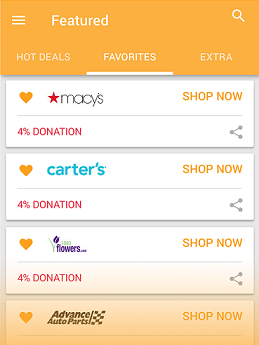 Featured
HOT DEALS FAVORITES EXTRA
macy's SHOP NOW
4% DONATION
carter's SHOP NOW
4% DONATION
1800
flowers.com SHOP NOW
4% DONATION
Advance
Auto Parts SHOP NOW